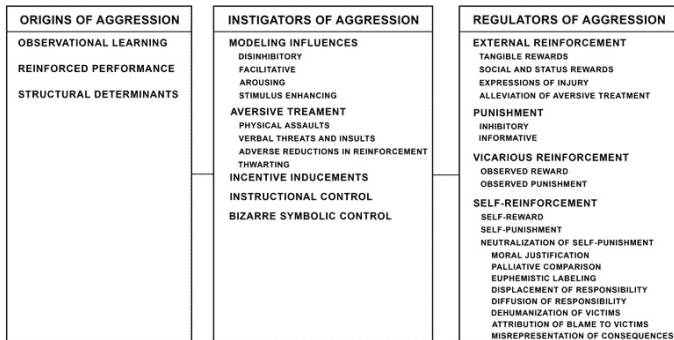 ORIGINS OF AGGRESSION
OBSERVATIONAL LEARNING
REINFORCED PERFORMANCE
STRUCTURAL DETERMINANTS
INSTIGATORS OF AGGRESSION
MODELING INFLUENCES
DISINHIBITORY
FACILITATIVE
AROUSING
STIMULUS ENHANCING
AVERSIVE TREAMENT
PHYSICAL ASSAULTS
VERBAL THREATS AND INSULTS
ADVERSE REDUCTIONS IN REINFORCEMENT
THWARTING
INCENTIVE INDUCEMENTS
INSTRUCTIONAL CONTROL
BIZARRE SYMBOLIC CONTROL
REGULATORS OF AGGRESSION
EXTERNAL REINFORCEMENT
TANGIBLE REWARDS
SOCIAL AND STATUS REWARDS
EXPRESSIONS OF INJURY
ALLEVIATION OF AVERSIVE TREATMENT
PUNISHMENT
INHIBITORY
INFORMATIVE
VICARIOUS REINFORCEMENT
OBSERVED REWARD
OBSERVED PUNISHMENT
SELF-REINFORCEMENT
SELF-REWARD
SELF-PUNISHMENT
NEUTRALIZATION OF SELF-PUNISHMENT
MORAL JUSTIFICATION
PALLIATIVE COMPARISON
EUPHEMISTIC LABELING
DISPLACEMENT OF RESPONSIBILITY
DIFFUSION OF RESPONSIBILITY
DEHUMANIZATION OF VICTIMS
ATTRIBUTION OF BLAME TO VICTIMS
MISREPRESENTATION OF CONSEQUENCES